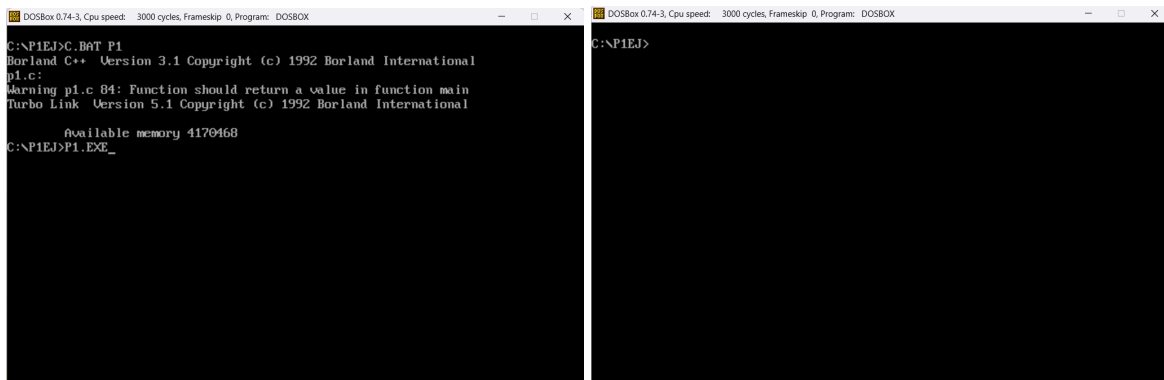 DOSBox 0.74-3, Cpu speed: 3000 cycles, Frameskip 0, Program: DOSBOX
C:\P1EJ>C.BAT P1
Borland C++ Version 3.1 Copyright (c) 1992 Borland International
p1.c:
Warning p1.c 84: Function should return a value in function main
Turbo Link Version 5.1 Copyright (c) 1992 Borland International
Available memory 4170468
C:\P1EJ>P1.EXE_
DOSBox 0.74-3, Cpu speed: 3000 cycles, Frameskip 0, Program: DOSBOX
C:\P1EJ>